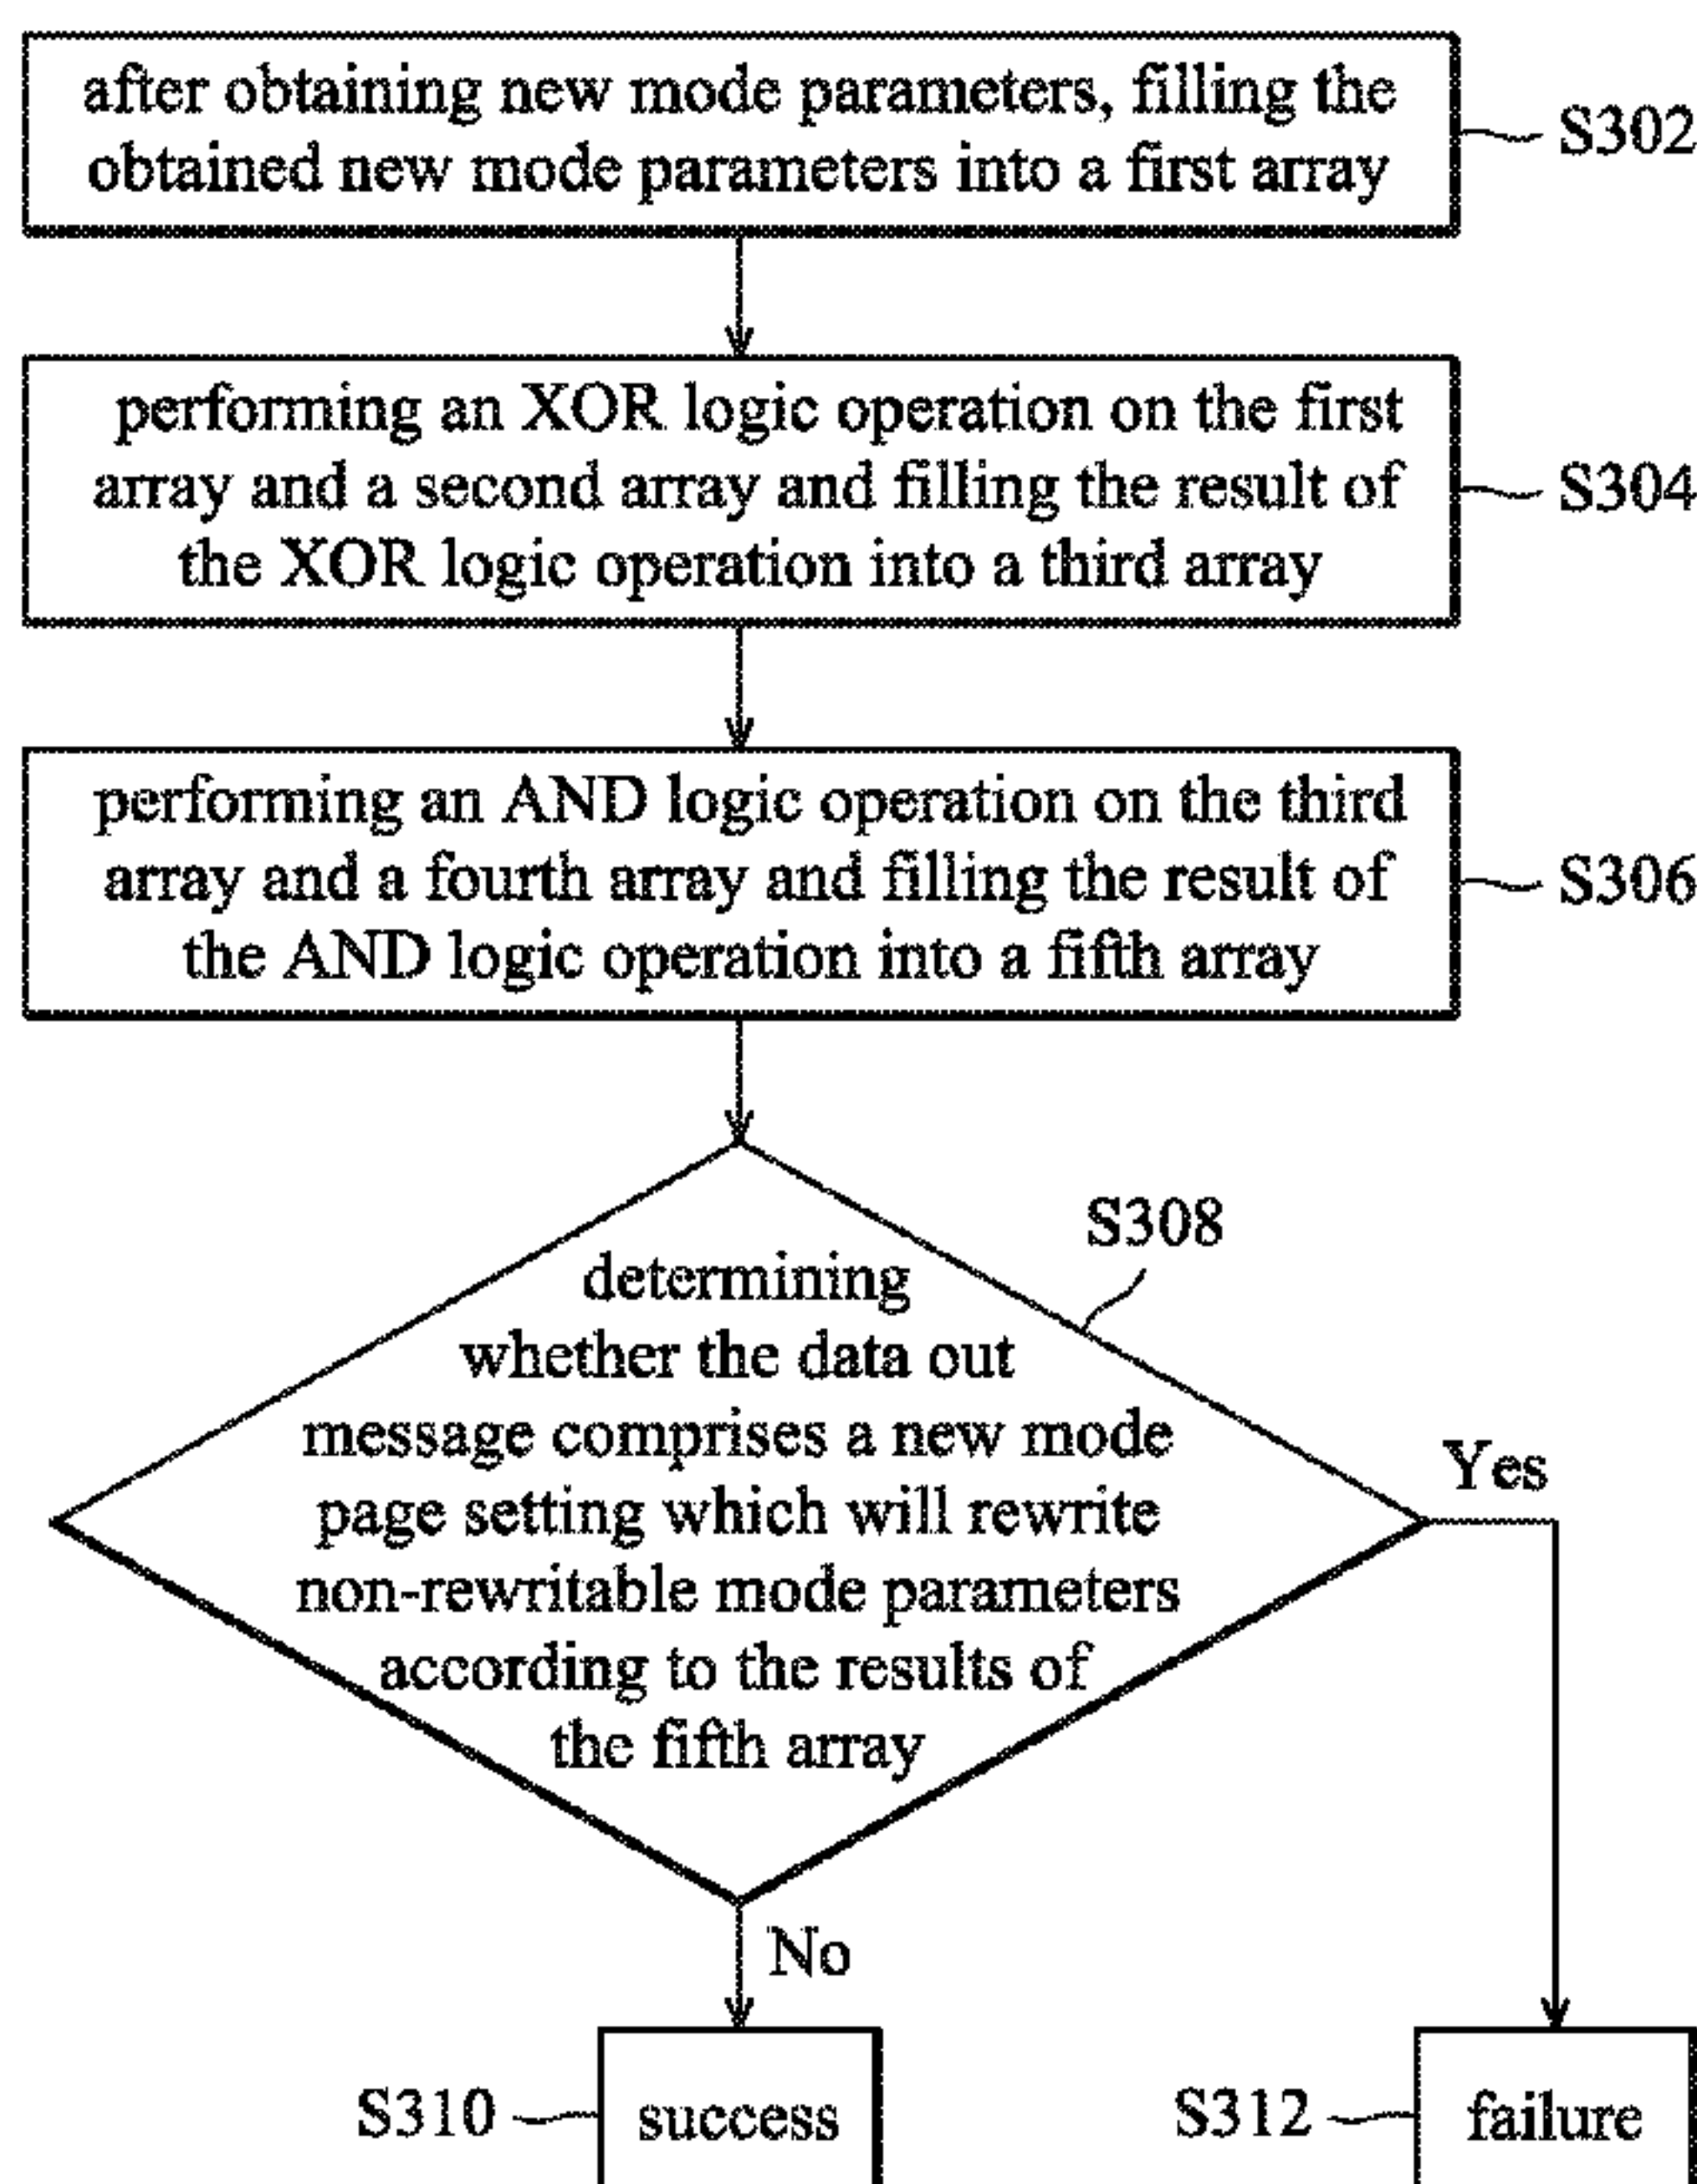 after obtaining new mode parameters, filling the
obtained new mode parameters into a first array
S302
performing an XOR logic operation on the first
array and a second array and filling the result of
the XOR logic operation into a third array
S304
performing an AND logic operation on the third
array and a fourth array and filling the result of
the AND logic operation into a fifth array
S306
S308
determining
whether the data out
message comprises a new mode
page setting which will rewrite
non-rewritable mode parameters
according to the results of
the fifth array
Yes
No
S310
success
S312
failure